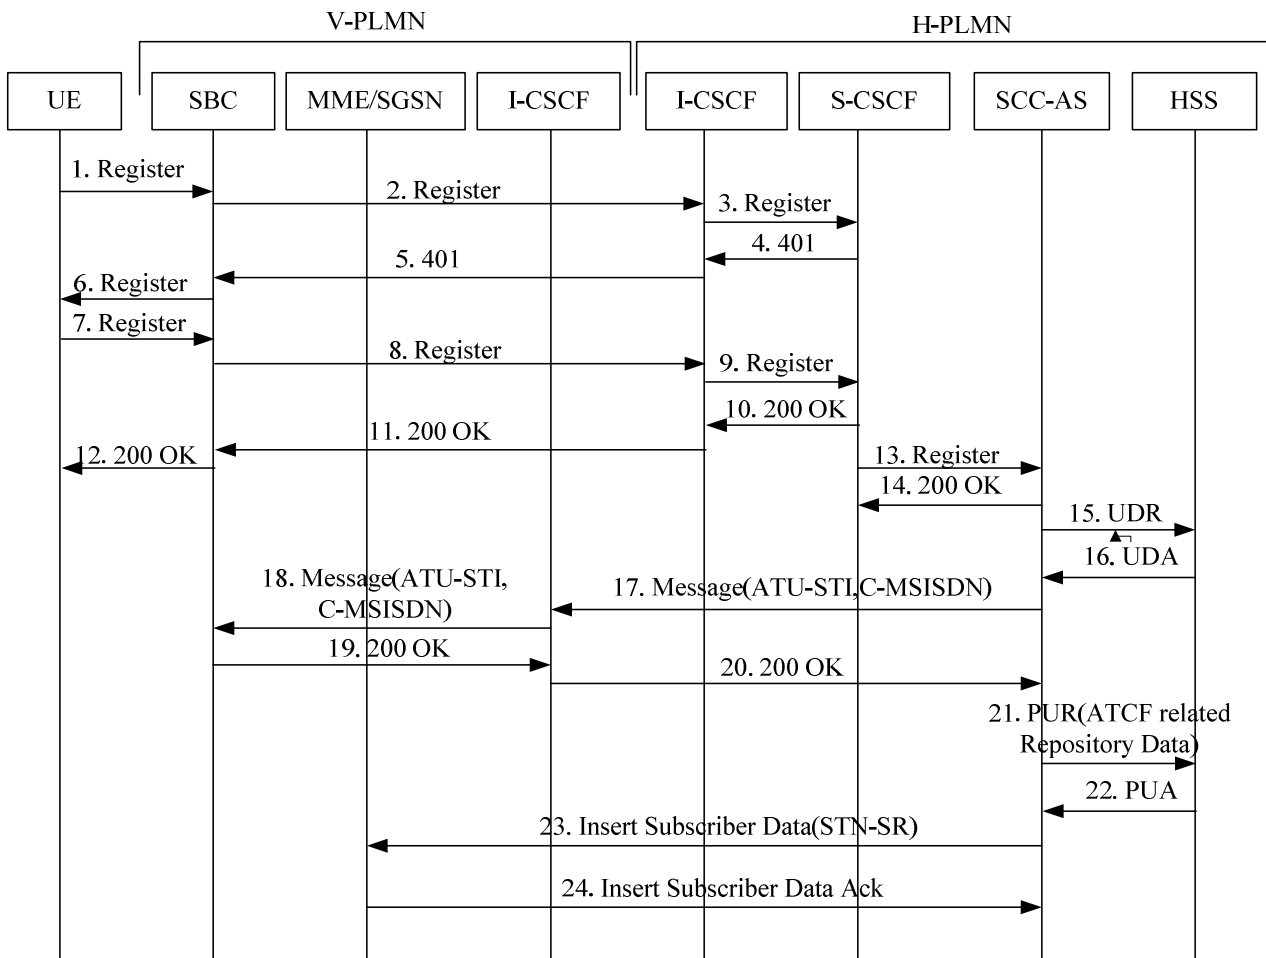 V-PLMN
H-PLMN
UE
SBC
MME/SGSN
I-CSCF
I-CSCF
S-CSCF
SCC-AS
HSS
1. Register
2. Register
3. Register
4. 401
5. 401
6. Register
7. Register
8. Register
9. Register
10. 200 OK
11. 200 OK
12. 200 OK
13. Register
14. 200 OK
15. UDR
16. UDA
17. Message(ATU-STI,C-MSISDN)
18. Message(ATU-STI,
C-MSISDN)
19. 200 OK
20. 200 OK
21. PUR(ATCF related
Repository Data)
22. PUA
23. Insert Subscriber Data(STN-SR)
24. Insert Subscriber Data Ack